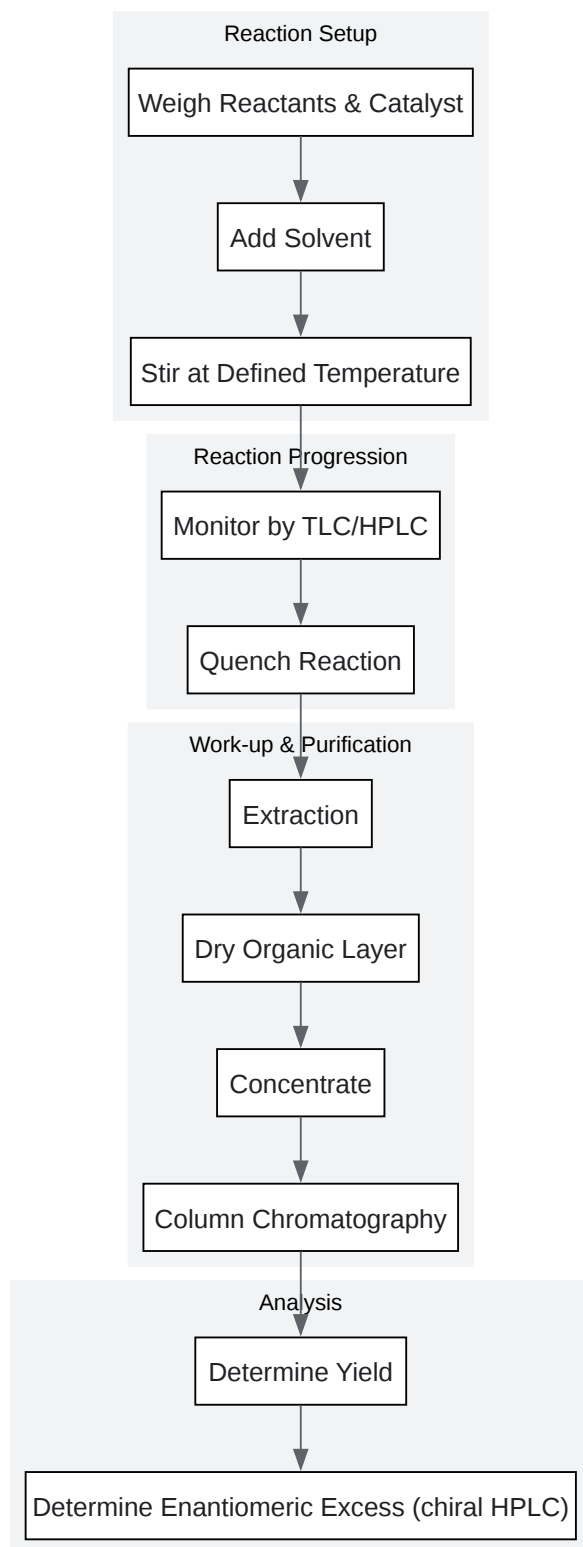 Reaction Setup
Weigh Reactants & Catalyst
Add Solvent
Stir at Defined Temperature
Reaction Progression
Monitor by TLC/HPLC
Quench Reaction
Work-up & Purification
Extraction
Dry Organic Layer
Concentrate
Column Chromatography
Analysis
Determine Yield
Determine Enantiomeric Excess (chiral HPLC)